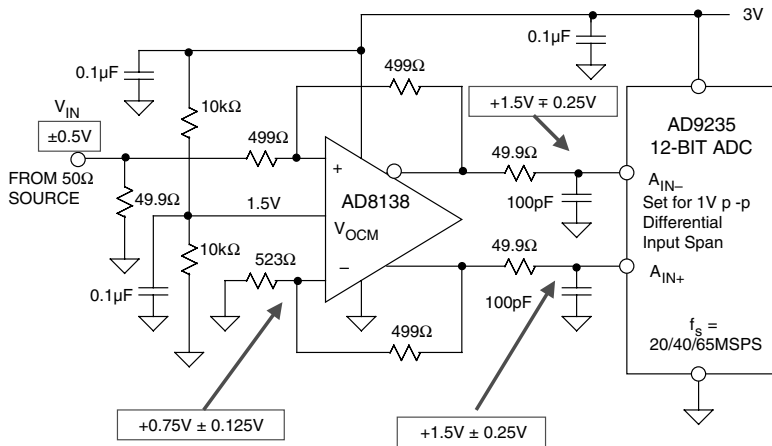 3V
0.1µF
0.1µF
499Ω
+1.5V ∓ 0.25V
V_IN
±0.5V
10kΩ
499Ω
49.9Ω
AD9235
12-BIT ADC
FROM 50Ω
SOURCE
+
AD8138
A_IN–
Set for 1V p -p
Differential
Input Span
49.9Ω
1.5V
V_OCM
100pF
10kΩ
523Ω
49.9Ω
–
A_IN+
0.1µF
499Ω
100pF
f_s =
20/40/65MSPS
+0.75V ± 0.125V
+1.5V ± 0.25V